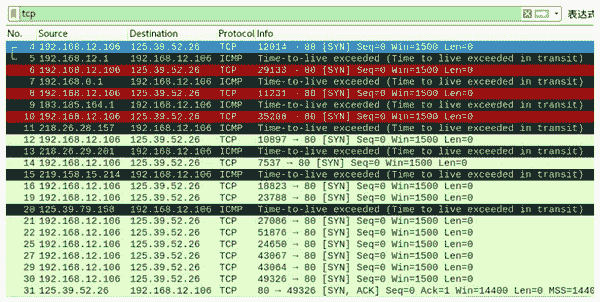 tcp 表达式
No. Source Destination Protocol Info
4 192.168.12.106 125.39.52.26 TCP 12014 → 80 [SYN] Seq=0 Win=1500 Len=0
5 192.168.12.1 192.168.12.106 ICMP Time-to-live exceeded (Time to live exceeded in transit)
6 192.168.12.106 125.39.52.26 TCP 29133 → 80 [SYN] Seq=0 Win=1500 Len=0
7 192.168.0.1 192.168.12.106 ICMP Time-to-live exceeded (Time to live exceeded in transit)
8 192.168.12.106 125.39.52.26 TCP 11231 → 80 [SYN] Seq=0 Win=1500 Len=0
9 183.185.164.1 192.168.12.106 ICMP Time-to-live exceeded (Time to live exceeded in transit)
10 192.168.12.106 125.39.52.26 TCP 35208 → 80 [SYN] Seq=0 Win=1500 Len=0
11 218.26.28.157 192.168.12.106 ICMP Time-to-live exceeded (Time to live exceeded in transit)
12 192.168.12.106 125.39.52.26 TCP 10897 → 80 [SYN] Seq=0 Win=1500 Len=0
13 218.26.29.201 192.168.12.106 ICMP Time-to-live exceeded (Time to live exceeded in transit)
14 192.168.12.106 125.39.52.26 TCP 7537 → 80 [SYN] Seq=0 Win=1500 Len=0
15 219.158.15.214 192.168.12.106 ICMP Time-to-live exceeded (Time to live exceeded in transit)
16 192.168.12.106 125.39.52.26 TCP 18823 → 80 [SYN] Seq=0 Win=1500 Len=0
19 192.168.12.106 125.39.52.26 TCP 23788 → 80 [SYN] Seq=0 Win=1500 Len=0
20 125.39.79.158 192.168.12.106 ICMP Time-to-live exceeded (Time to live exceeded in transit)
21 192.168.12.106 125.39.52.26 TCP 27086 → 80 [SYN] Seq=0 Win=1500 Len=0
22 192.168.12.106 125.39.52.26 TCP 51876 → 80 [SYN] Seq=0 Win=1500 Len=0
25 192.168.12.106 125.39.52.26 TCP 24650 → 80 [SYN] Seq=0 Win=1500 Len=0
27 192.168.12.106 125.39.52.26 TCP 43067 → 80 [SYN] Seq=0 Win=1500 Len=0
29 192.168.12.106 125.39.52.26 TCP 43064 → 80 [SYN] Seq=0 Win=1500 Len=0
30 192.168.12.106 125.39.52.26 TCP 49326 → 80 [SYN] Seq=0 Win=1500 Len=0
31 125.39.52.26 192.168.12.106 TCP 80 → 49326 [SYN, ACK] Seq=0 Ack=1 Win=14400 Len=0 MSS=1440